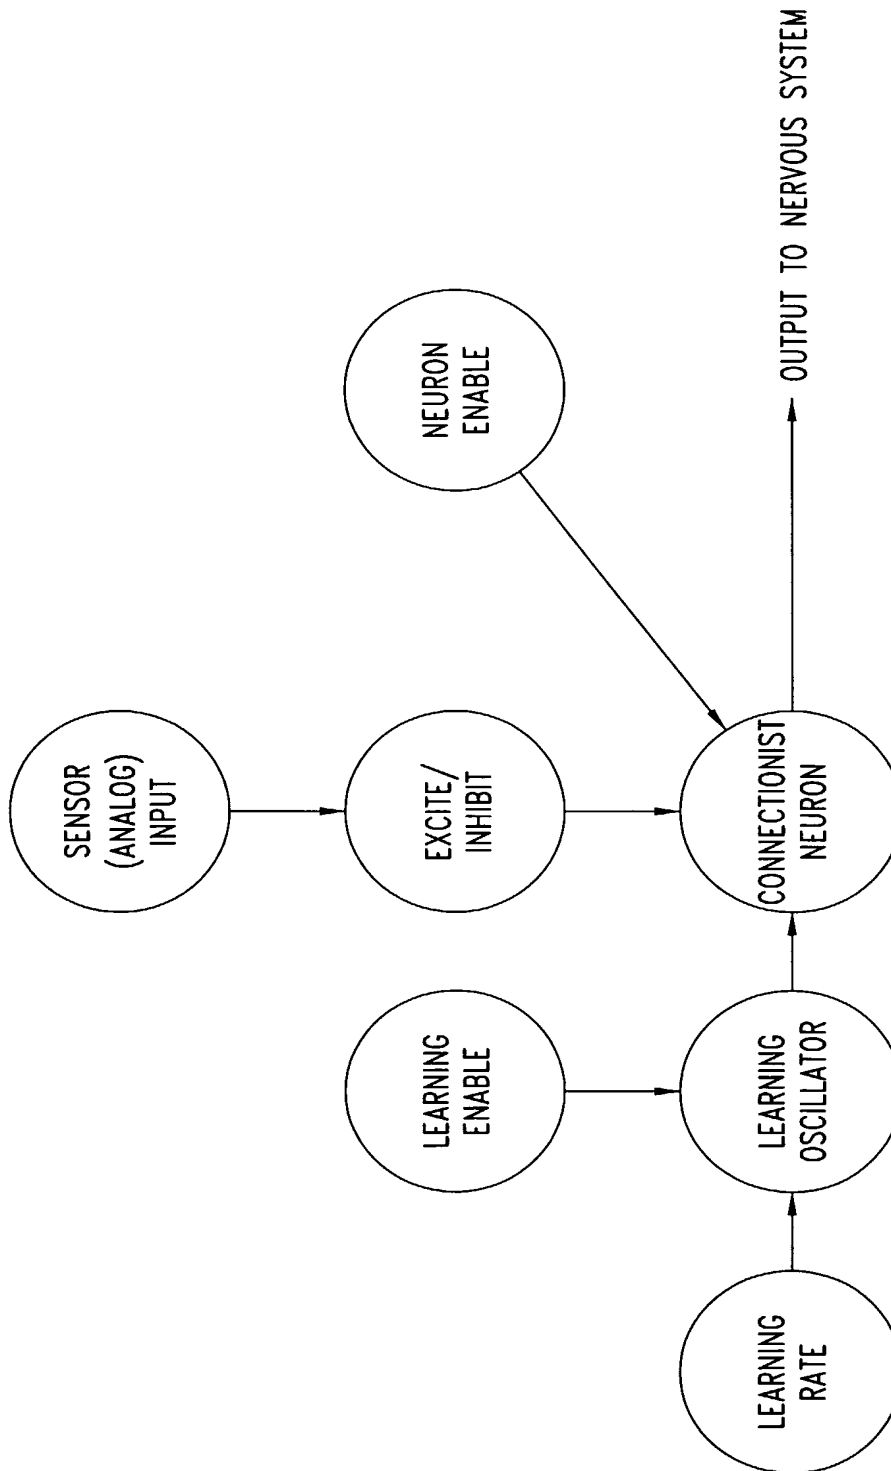 SENSOR
(ANALOG)
INPUT
EXCITE/
INHIBIT
NEURON
ENABLE
LEARNING
ENABLE
LEARNING
RATE
LEARNING
OSCILLATOR
CONNECTIONIST
NEURON
OUTPUT TO NERVOUS SYSTEM